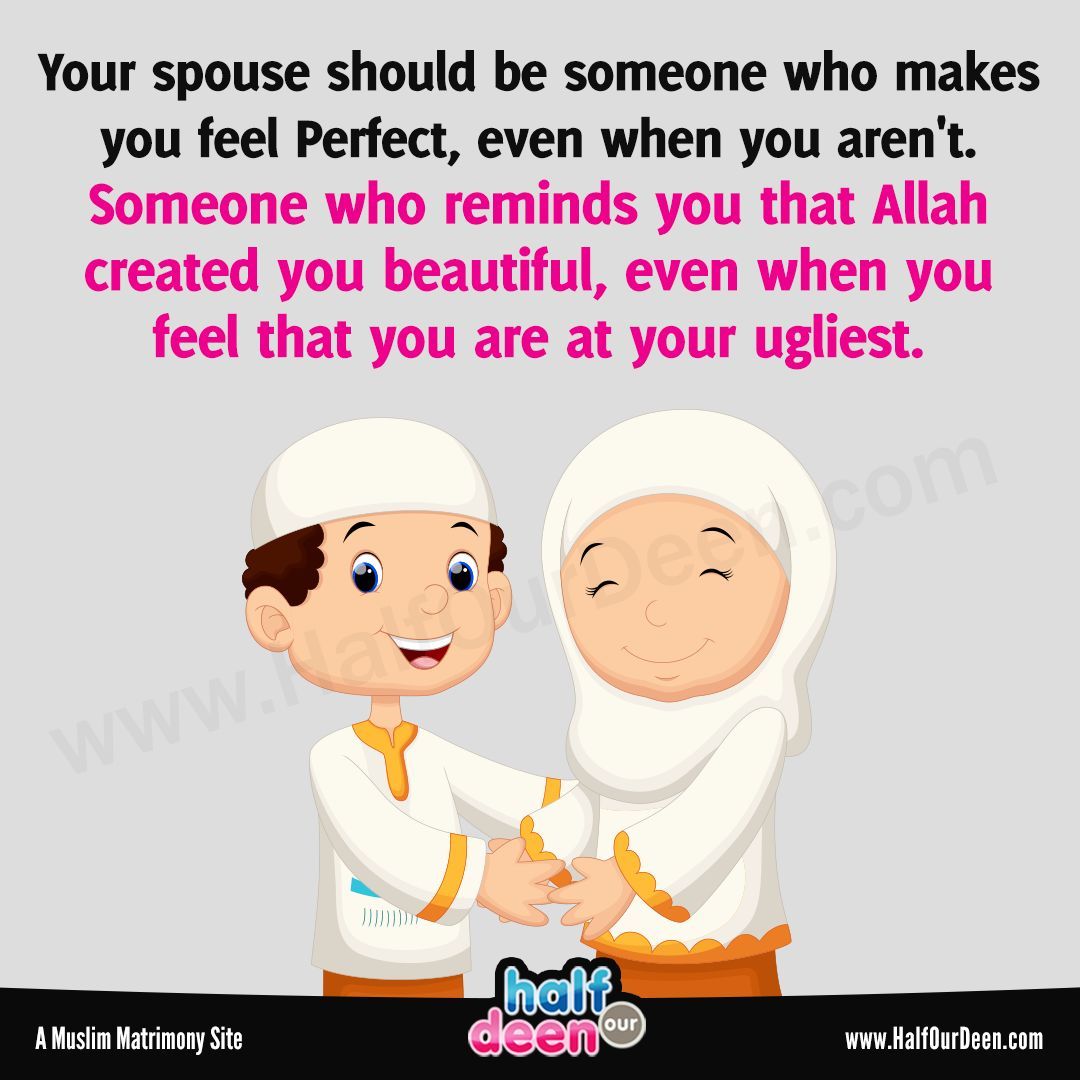 Your spouse should be someone who makes
you feel Perfect, even when you aren't.
Someone who reminds you that Allah
created you beautiful, even when you
feel that you are at your ugliest.
www.HalfOurDeen.com
half
our
deen
A Muslim Matrimony Site
www.HalfOurDeen.com